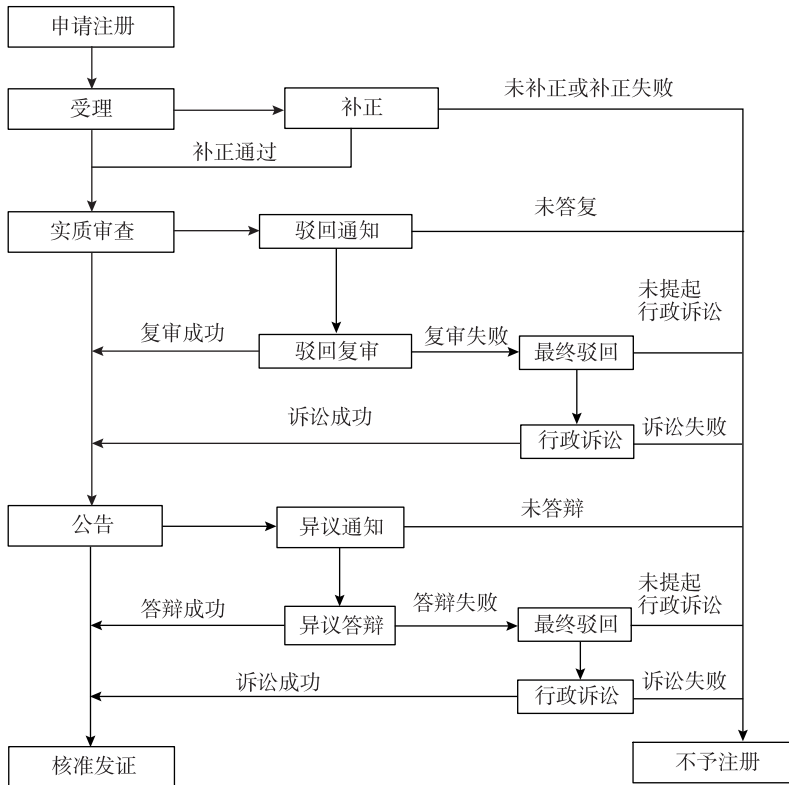 申请注册
受理
补正
未补正或补正失败
补正通过
实质审查
驳回通知
未答复
复审成功
驳回复审
复审失败
最终驳回
未提起
行政诉讼
诉讼成功
行政诉讼
诉讼失败
公告
异议通知
未答辩
答辩成功
异议答辩
答辩失败
最终驳回
未提起
行政诉讼
诉讼成功
行政诉讼
诉讼失败
核准发证
不予注册